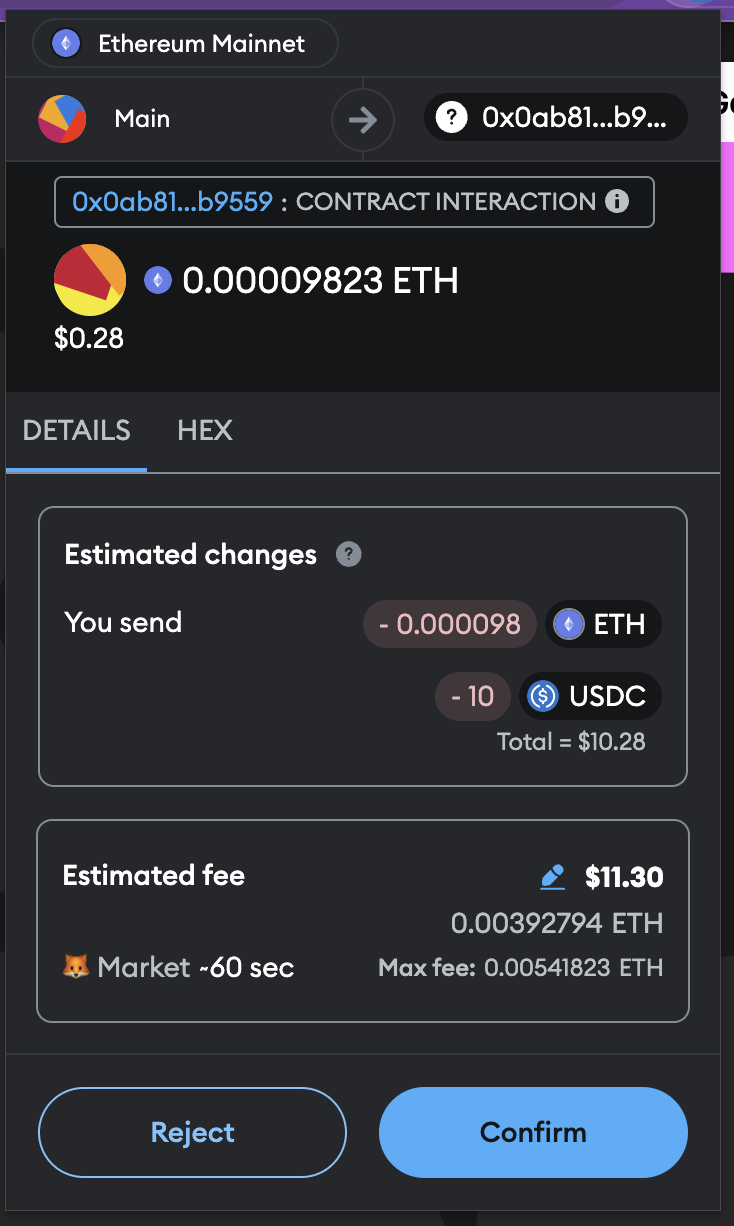 Ethereum Mainnet
Main
? 0x0ab81...b9...
0x0ab81...b9559 : CONTRACT INTERACTION i
0.00009823 ETH
$0.28
DETAILS HEX
Estimated changes ?
You send - 0.000098 ETH
- 10 USDC
Total = $10.28
Estimated fee $11.30
0.00392794 ETH
Market ~60 sec Max fee: 0.00541823 ETH
Reject Confirm